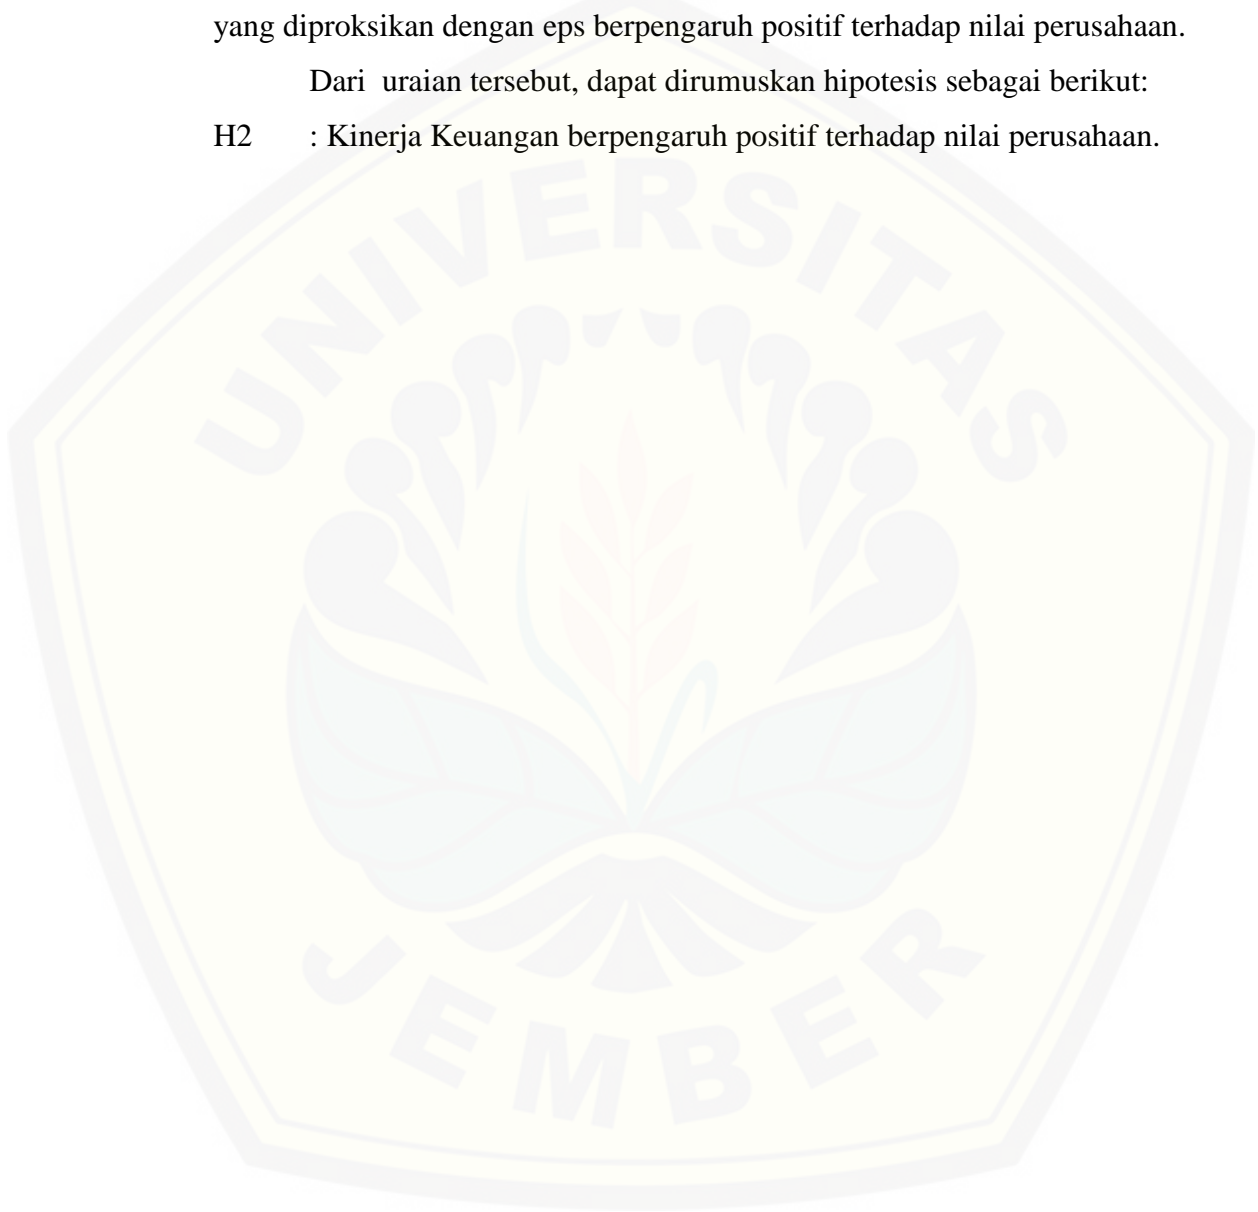 yang diproksikan dengan eps berpengaruh positif terhadap nilai perusahaan.
Dari uraian tersebut, dapat dirumuskan hipotesis sebagai berikut:
H2 : Kinerja Keuangan berpengaruh positif terhadap nilai perusahaan.
UNIVERSITAS
JEMBER